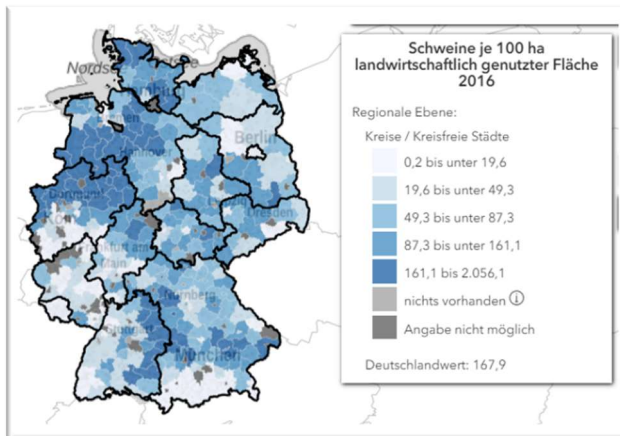 Schweine je 100 ha
landwirtschaftlich genutzter Fläche
2016
Regionale Ebene:
Kreise / Kreisfreie Städte
0,2 bis unter 19,6
19,6 bis unter 49,3
49,3 bis unter 87,3
87,3 bis unter 161,1
161,1 bis 2.056,1
nichts vorhanden
Angabe nicht möglich
Deutschlandwert: 167,9
Hamburg
Bremen
Berlin
Hannover
Dortmund
Dresden
Köln
Frankfurt am
Main
Nürnberg
Stuttgart
München